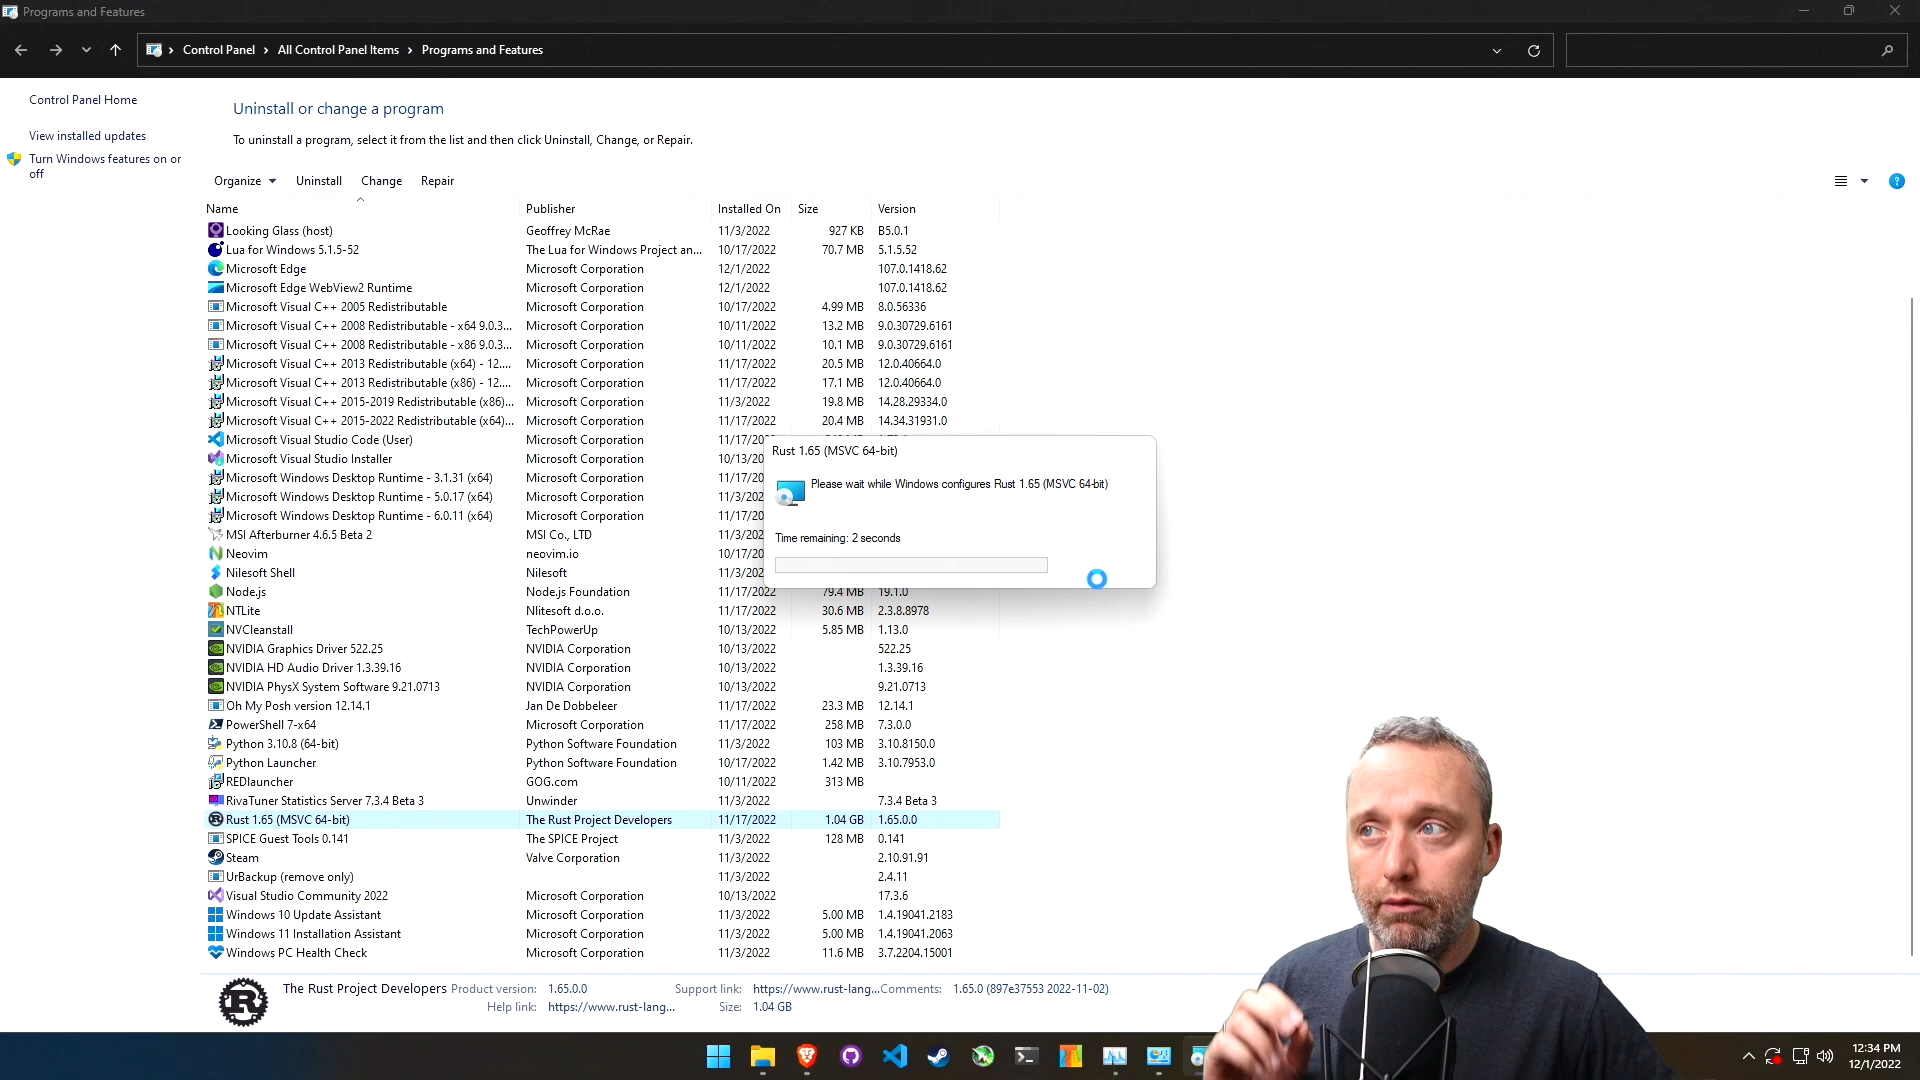 Programs and Features
Control Panel > All Control Panel Items > Programs and Features
Control Panel Home
View installed updates
Turn Windows features on or
off
Uninstall or change a program
To uninstall a program, select it from the list and then click Uninstall, Change, or Repair.
Organize Uninstall Change Repair
Name Publisher Installed On Size Version
Looking Glass (host) Geoffrey McRae 11/3/2022 927 KB B5.0.1
Lua for Windows 5.1.5-52 The Lua for Windows Project an... 10/17/2022 70.7 MB 5.1.5.52
Microsoft Edge Microsoft Corporation 12/1/2022 107.0.1418.62
Microsoft Edge WebView2 Runtime Microsoft Corporation 12/1/2022 107.0.1418.62
Microsoft Visual C++ 2005 Redistributable Microsoft Corporation 10/17/2022 4.99 MB 8.0.56336
Microsoft Visual C++ 2008 Redistributable - x64 9.0.3... Microsoft Corporation 10/11/2022 13.2 MB 9.0.30729.6161
Microsoft Visual C++ 2008 Redistributable - x86 9.0.3... Microsoft Corporation 10/11/2022 10.1 MB 9.0.30729.6161
Microsoft Visual C++ 2013 Redistributable (x64) - 12.... Microsoft Corporation 11/17/2022 20.5 MB 12.0.40664.0
Microsoft Visual C++ 2013 Redistributable (x86) - 12.... Microsoft Corporation 11/17/2022 17.1 MB 12.0.40664.0
Microsoft Visual C++ 2015-2019 Redistributable (x86)... Microsoft Corporation 11/3/2022 19.8 MB 14.28.29334.0
Microsoft Visual C++ 2015-2022 Redistributable (x64)... Microsoft Corporation 11/17/2022 20.4 MB 14.34.31931.0
Microsoft Visual Studio Code (User) Microsoft Corporation 11/17/202
Microsoft Visual Studio Installer Microsoft Corporation 10/13/20
Microsoft Windows Desktop Runtime - 3.1.31 (x64) Microsoft Corporation 11/17/20
Microsoft Windows Desktop Runtime - 5.0.17 (x64) Microsoft Corporation 11/3/202
Microsoft Windows Desktop Runtime - 6.0.11 (x64) Microsoft Corporation 11/17/20
MSI Afterburner 4.6.5 Beta 2 MSI Co., LTD 11/3/202
Neovim neovim.io 10/17/20
Nilesoft Shell Nilesoft 11/3/202
Rust 1.65 (MSVC 64-bit)
Please wait while Windows configures Rust 1.65 (MSVC 64-bit)
Time remaining: 2 seconds
Node.js Node.js Foundation 11/17/2022 79.4 MB 19.1.0
NTLite Nlitesoft d.o.o. 11/17/2022 30.6 MB 2.3.8.8978
NVCleanstall TechPowerUp 10/13/2022 5.85 MB 1.13.0
NVIDIA Graphics Driver 522.25 NVIDIA Corporation 10/13/2022 522.25
NVIDIA HD Audio Driver 1.3.39.16 NVIDIA Corporation 10/13/2022 1.3.39.16
NVIDIA PhysX System Software 9.21.0713 NVIDIA Corporation 10/13/2022 9.21.0713
Oh My Posh version 12.14.1 Jan De Dobbeleer 11/17/2022 23.3 MB 12.14.1
PowerShell 7-x64 Microsoft Corporation 11/17/2022 258 MB 7.3.0.0
Python 3.10.8 (64-bit) Python Software Foundation 11/3/2022 103 MB 3.10.8150.0
Python Launcher Python Software Foundation 10/17/2022 1.42 MB 3.10.7953.0
REDlauncher GOG.com 10/11/2022 313 MB
RivaTuner Statistics Server 7.3.4 Beta 3 Unwinder 11/3/2022 7.3.4 Beta 3
Rust 1.65 (MSVC 64-bit) The Rust Project Developers 11/17/2022 1.04 GB 1.65.0.0
SPICE Guest Tools 0.141 The SPICE Project 11/3/2022 128 MB 0.141
Steam Valve Corporation 11/3/2022 2.10.91.91
UrBackup (remove only) 11/3/2022 2.4.11
Visual Studio Community 2022 Microsoft Corporation 10/13/2022 17.3.6
Windows 10 Update Assistant Microsoft Corporation 11/3/2022 5.00 MB 1.4.19041.2183
Windows 11 Installation Assistant Microsoft Corporation 11/3/2022 5.00 MB 1.4.19041.2063
Windows PC Health Check Microsoft Corporation 11/3/2022 11.6 MB 3.7.2204.15001
The Rust Project Developers Product version: 1.65.0.0 Support link: https://www.rust-lang... Comments: 1.65.0 (897e37553 2022-11-02)
Help link: https://www.rust-lang... Size: 1.04 GB
12:34 PM
12/1/2022